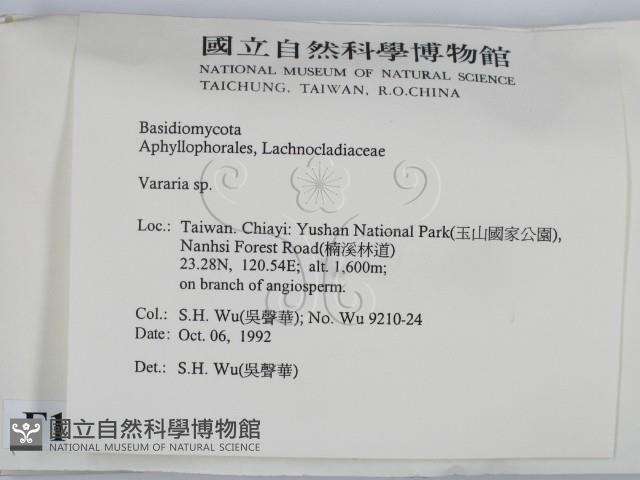 國立自然科學博物館
NATIONAL MUSEUM OF NATURAL SCIENCE
TAICHUNG, TAIWAN, R.O.CHINA
Basidiomycota
Aphyllophorales, Lachnocladiaceae
Vararia sp.
Loc.: Taiwan. Chiayi: Yushan National Park(玉山國家公園),
Nanhsi Forest Road(楠溪林道)
23.28N, 120.54E; alt. 1,600m;
on branch of angiosperm.
Col.: S.H. Wu(吳聲華); No. Wu 9210-24
Date: Oct. 06, 1992
Det.: S.H. Wu(吳聲華)
國立自然科學博物館
NATIONAL MUSEUM OF NATURAL SCIENCE